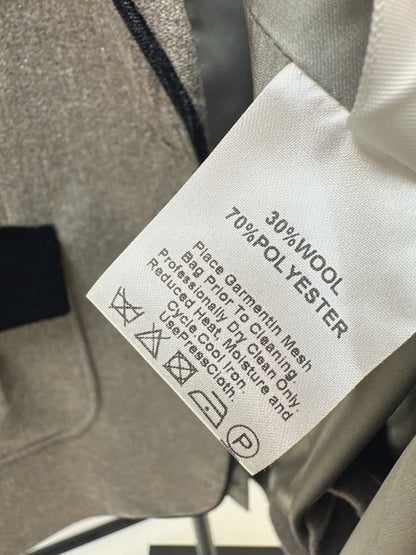 30%WOOL
70%POLYESTER
Place Garmentin Mesh
Bag Prior To Cleaning.
Professionally Dry Clean Only.
Reduced Heat. Moisture and
Cycle.Cool Iron.
UsePressCloth.
P